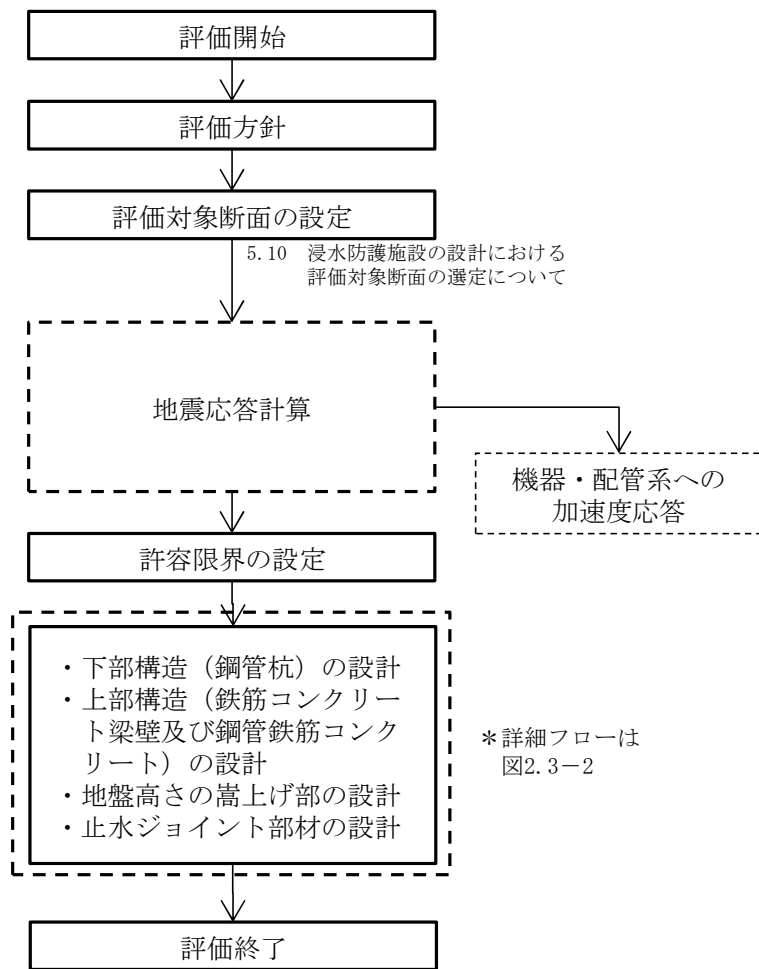 評価開始
評価方針
評価対象断面の設定
5.10　浸水防護施設の設計における
評価対象断面の選定について
地震応答計算
機器・配管系への
加速度応答
許容限界の設定
・下部構造（鋼管杭）の設計
・上部構造（鉄筋コンクリー
ト梁壁及び鋼管鉄筋コンク
リート）の設計
・地盤高さの嵩上げ部の設計
・止水ジョイント部材の設計
＊詳細フローは
図2.3－2
評価終了